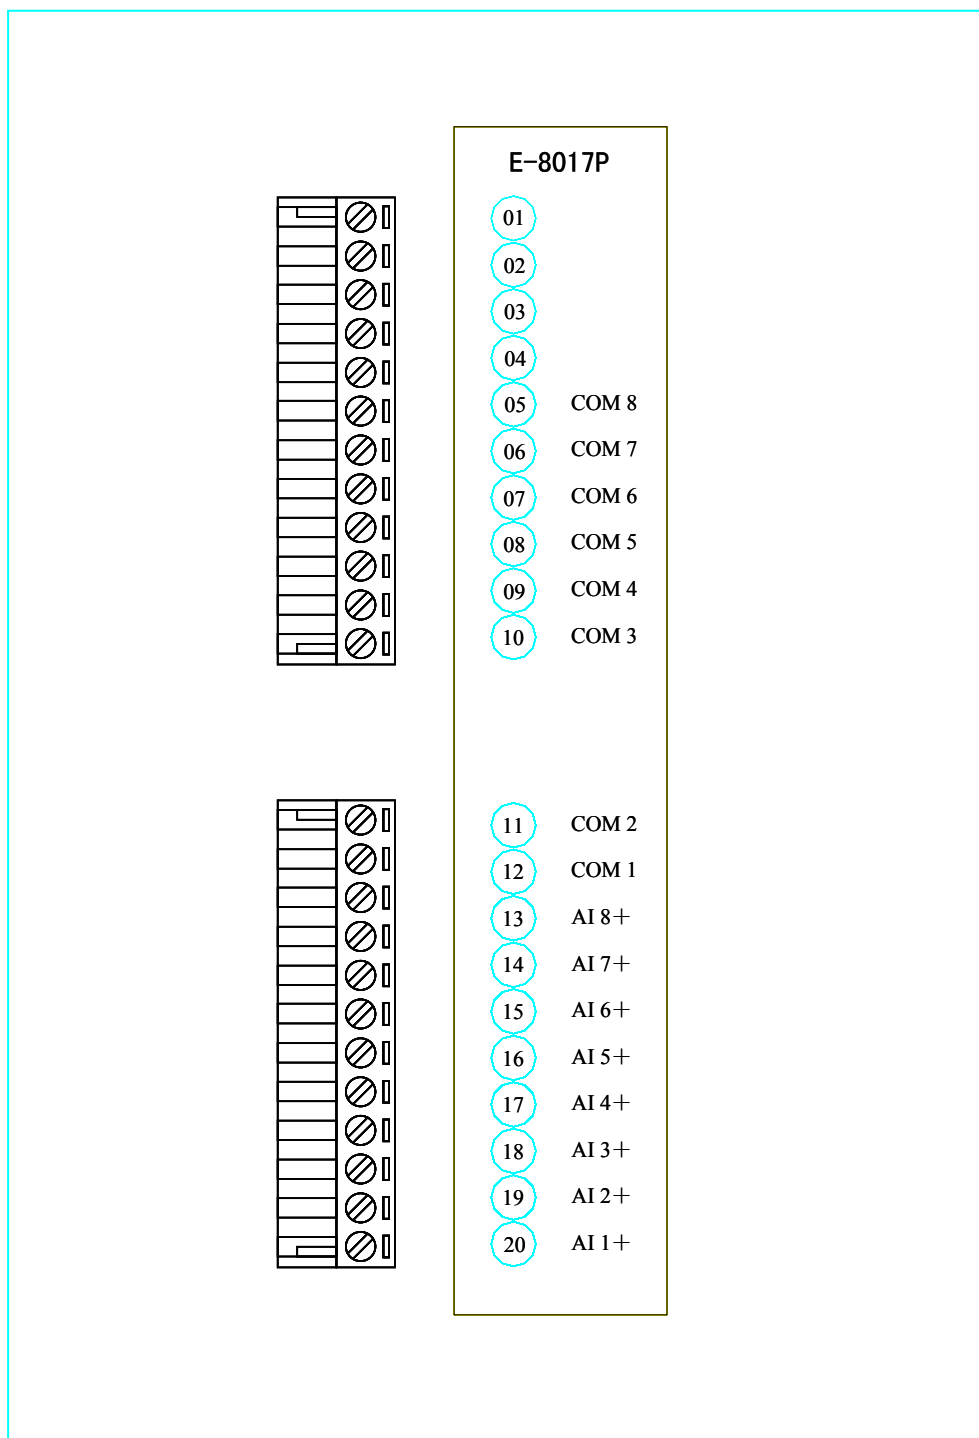 E-8017P
01
02
03
04
05 COM 8
06 COM 7
07 COM 6
08 COM 5
09 COM 4
10 COM 3
11 COM 2
12 COM 1
13 AI 8+
14 AI 7+
15 AI 6+
16 AI 5+
17 AI 4+
18 AI 3+
19 AI 2+
20 AI 1+